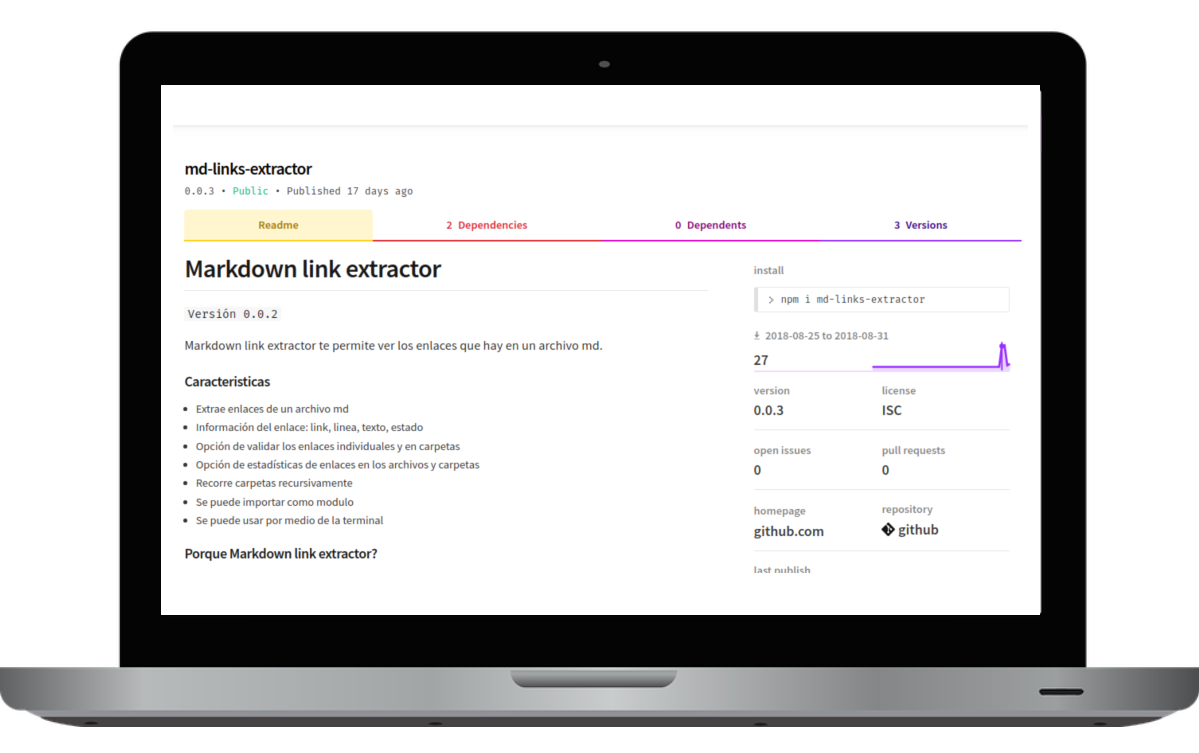 md-links-extractor
0.0.3 • Public • Published 17 days ago
Readme
2 Dependencies
0 Dependents
3 Versions
Markdown link extractor
Versión 0.0.2
Markdown link extractor te permite ver los enlaces que hay en un archivo md.
Caracteristicas
• Extrae enlaces de un archivo md
• Información del enlace: link, linea, texto, estado
• Opción de validar los enlaces individuales y en carpetas
• Opción de estadísticas de enlaces en los archivos y carpetas
• Recorre carpetas recursivamente
• Se puede importar como modulo
• Se puede usar por medio de la terminal
Porque Markdown link extractor?
install
> npm i md-links-extractor
2018-08-25 to 2018-08-31
27
version
license
0.0.3
ISC
open issues
pull requests
0
0
homepage
repository
github.com
github
last publish